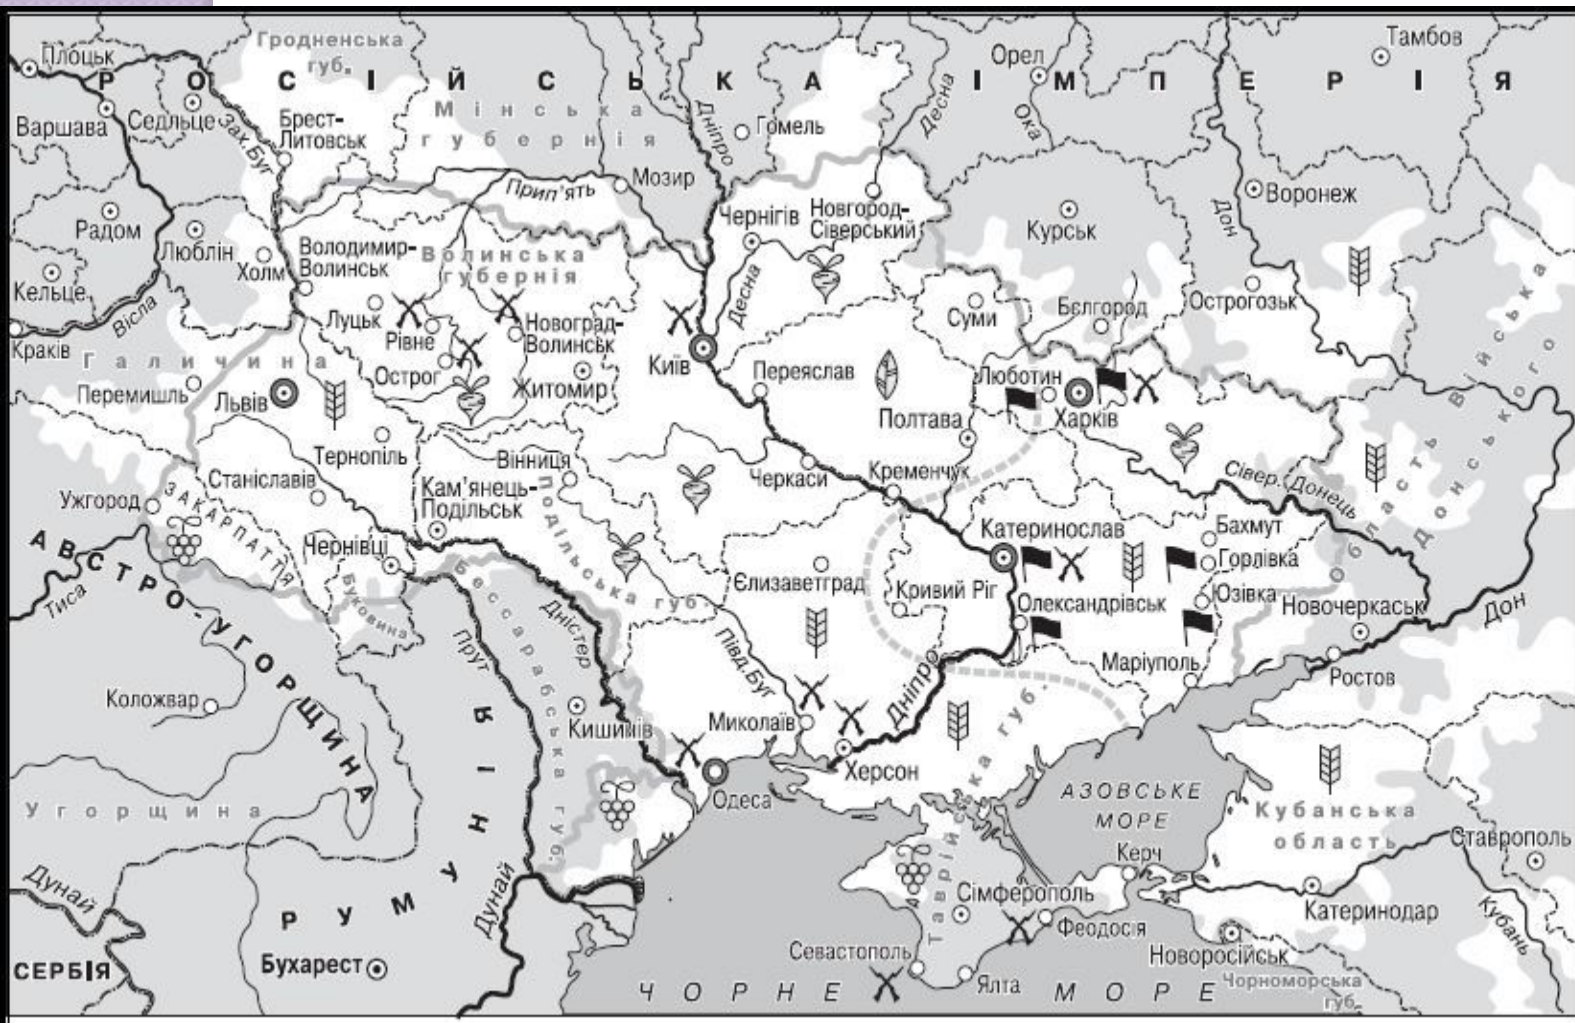 Плоцьк
Гродненська
губ.
Орел
Тамбов
РОСІЙСЬКА ІМПЕРІЯ
Варшава
Седльце
Зах.Буг
Брест-
Литовськ
Мінська
губернія
Дніпро
Гомель
Десна
Ока
Прип'ять
Мозир
Воронеж
Дон
Радом
Люблін
Холм
Володимир-
Волинськ
Волинська
губернія
Чернігів
Новгород-
Сіверський
Курськ
Кельце
Вісла
Луцьк
Рівне
Новоград-
Волинськ
Десна
Суми
Бєлгород
Острогозьк
Краків
Галичина
Острог
Житомир
Київ
Переяслав
Люботин
Харків
Перемишль
Львів
Полтава
Область Війська
Донського
Тернопіль
Вінниця
Черкаси
Кременчук
Сівер. Донець
Станіславів
Кам'янець-
Подільськ
Ужгород
ЗАКАРПАТТЯ
Подільська губ.
Катеринослав
Бахмут
Горлівка
АВСТРО-УГОРЩИНА
Чернівці
Буковина
Бессарабська губ.
Дністер
Єлизаветград
Кривий Ріг
Олександрівськ
Юзівка
Новочеркаськ
Дон
Тиса
Прут
Півд.Буг
Дніпро
Маріуполь
Ростов
Коложвар
Кишинів
Миколаїв
Херсон
Одеса
Таврійська губ.
АЗОВСЬКЕ
МОРЕ
Кубанська
область
Угорщина
Ставрополь
Керч
Дунай
РУМУНІЯ
Дунай
Сімферополь
Феодосія
Катеринодар
Кубань
Бухарест
Севастополь
Ялта
Новоросійськ
СЕРБІЯ
ЧОРНЕ МОРЕ
Чорноморська
губ.